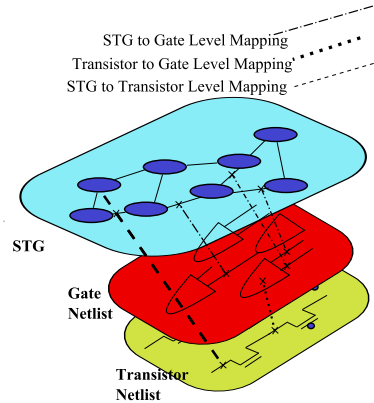 STG to Gate Level Mapping
Transistor to Gate Level Mapping
STG to Transistor Level Mapping
STG
Gate
Netlist
Transistor
Netlist